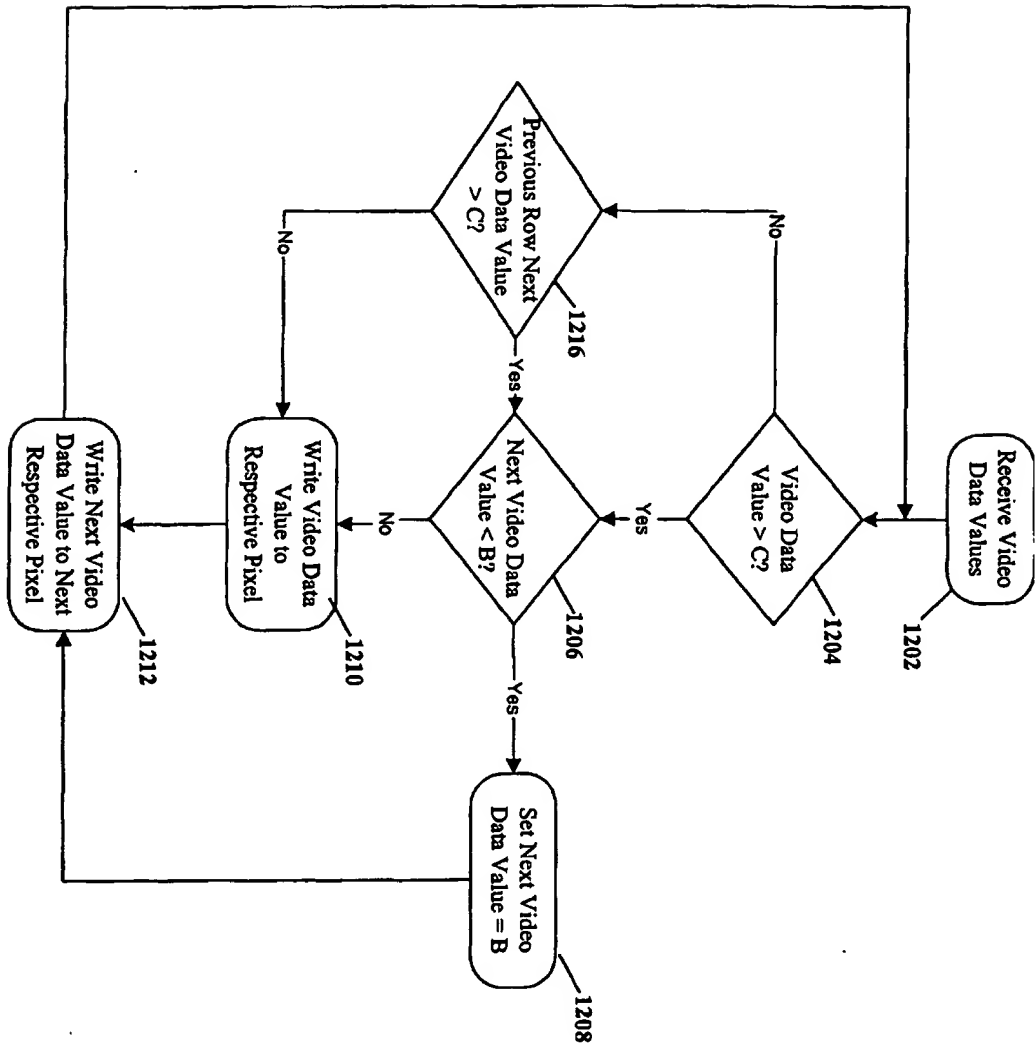 Receive Video
Data Values
1202
Video Data
Value > C?
1204
No
Yes
Previous Row Next
Video Data Value
> C?
1216
Yes
No
Next Video Data
Value < B?
1206
Yes
No
Set Next Video
Data Value = B
1208
Write Video Data
Value to
Respective Pixel
1210
Write Next Video
Data Value to Next
Respective Pixel
1212